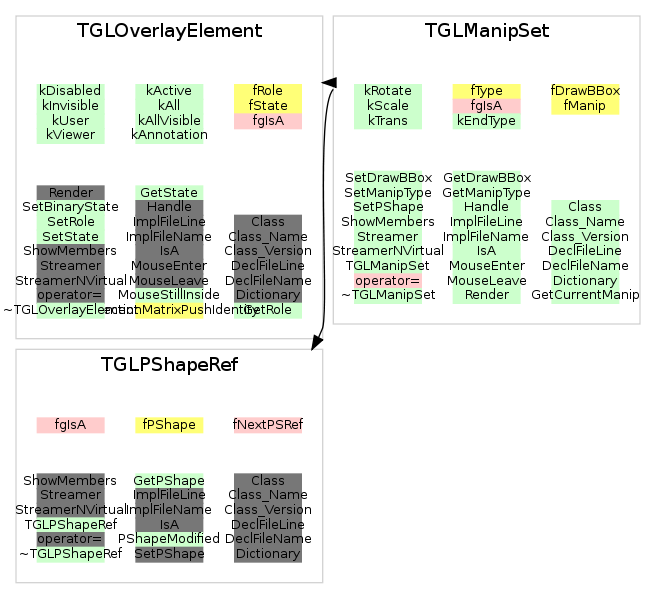 TGLOverlayElement
kDisabled
kInvisible
kUser
kViewer
kActive
kAll
kAllVisible
kAnnotation
fRole
fState
fgIsA
Render
SetBinaryState
SetRole
SetState
ShowMembers
Streamer
StreamerNVirtual
operator=
~TGLOverlayElement
GetState
Handle
ImplFileLine
ImplFileName
IsA
MouseEnter
MouseLeave
MouseStillInside
Class
Class_Name
Class_Version
DeclFileLine
DeclFileName
Dictionary
GetRole
TGLManipSet
kRotate
kScale
kTrans
fType
fgIsA
kEndType
fDrawBBox
fManip
SetDrawBBox
SetManipType
SetPShape
ShowMembers
Streamer
StreamerNVirtual
TGLManipSet
operator=
~TGLManipSet
GetDrawBBox
GetManipType
Handle
ImplFileLine
ImplFileName
IsA
MouseEnter
MouseLeave
Render
Class
Class_Name
Class_Version
DeclFileLine
DeclFileName
Dictionary
GetCurrentManip
TGLPShapeRef
fgIsA
fPShape
fNextPSRef
ShowMembers
Streamer
StreamerNVirtual
TGLPShapeRef
operator=
~TGLPShapeRef
GetPShape
ImplFileLine
ImplFileName
IsA
PShapeModified
SetPShape
Class
Class_Name
Class_Version
DeclFileLine
DeclFileName
Dictionary